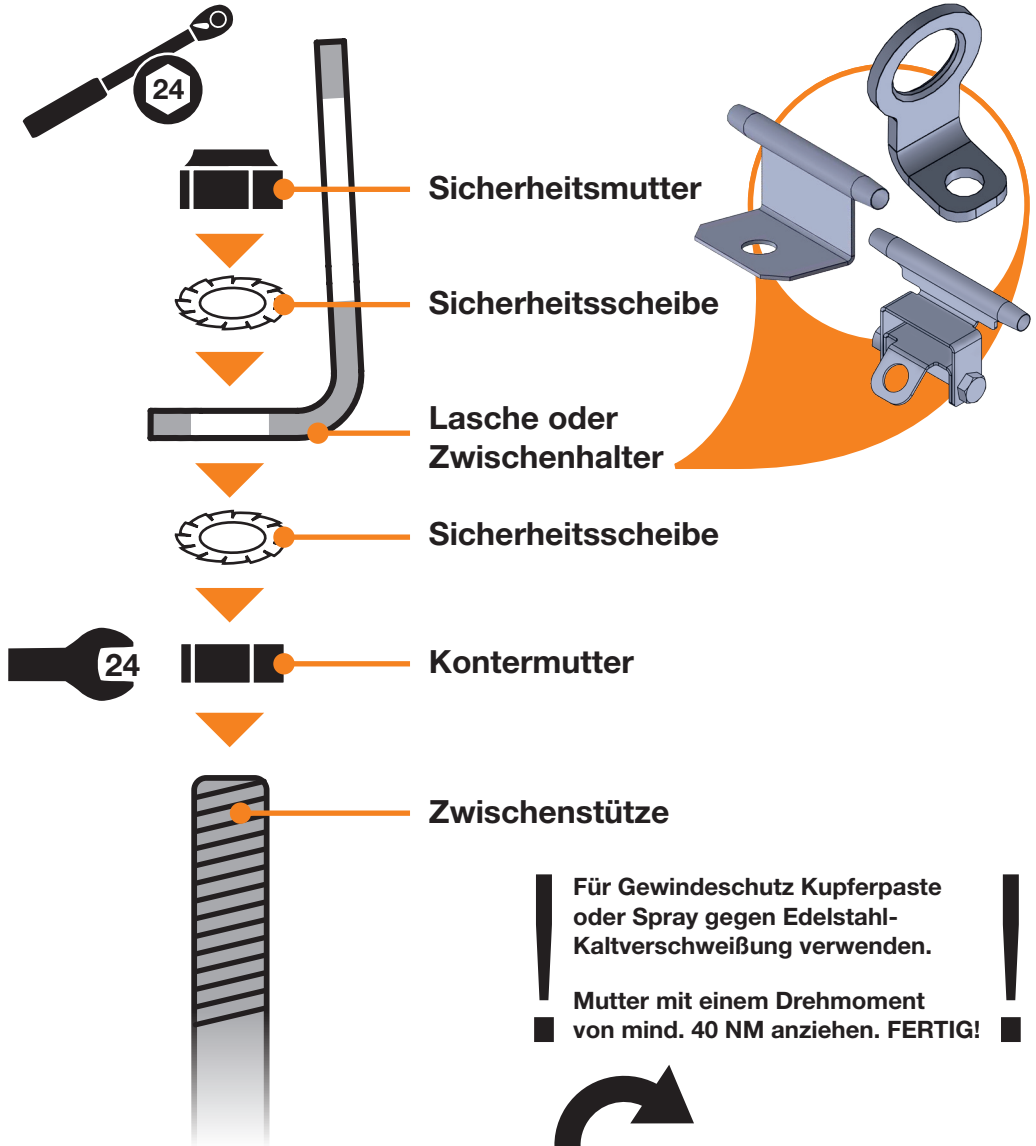 24
Sicherheitsmutter
Sicherheitsscheibe
Lasche oder
Zwischenhalter
Sicherheitsscheibe
24
Kontermutter
Zwischenstütze
Für Gewindeschutz Kupferpaste
oder Spray gegen Edelstahl-
Kaltverschweißung verwenden.
Mutter mit einem Drehmoment
von mind. 40 NM anziehen. FERTIG!